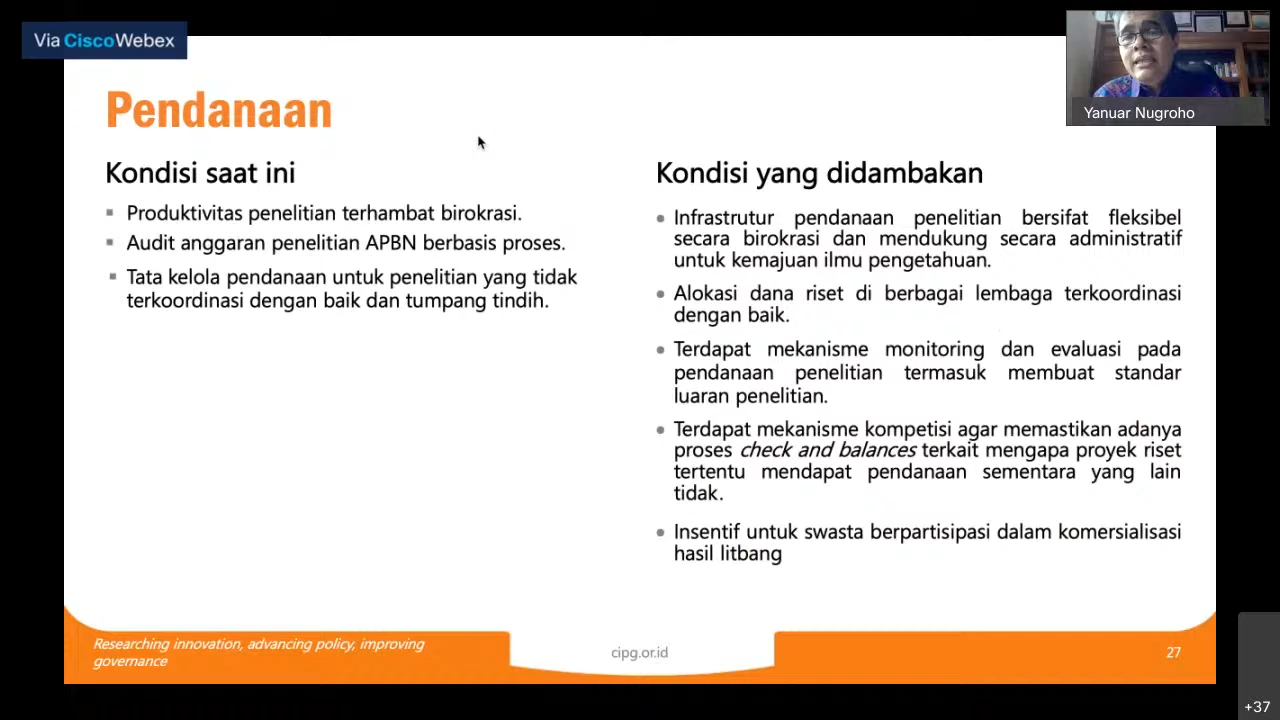 Via CiscoWebex
Yanuar Nugroho
Pendanaan
Kondisi saat ini
Produktivitas penelitian terhambat birokrasi.
Audit anggaran penelitian APBN berbasis proses.
Tata kelola pendanaan untuk penelitian yang tidak
terkoordinasi dengan baik dan tumpang tindih.
Kondisi yang didambakan
Infrastrutur pendanaan penelitian bersifat fleksibel
secara birokrasi dan mendukung secara administratif
untuk kemajuan ilmu pengetahuan.
Alokasi dana riset di berbagai lembaga terkoordinasi
dengan baik.
Terdapat mekanisme monitoring dan evaluasi pada
pendanaan penelitian termasuk membuat standar
luaran penelitian.
Terdapat mekanisme kompetisi agar memastikan adanya
proses check and balances terkait mengapa proyek riset
tertentu mendapat pendanaan sementara yang lain
tidak.
Insentif untuk swasta berpartisipasi dalam komersialisasi
hasil litbang
Researching innovation, advancing policy, improving
governance
cipg.or.id
27
+37